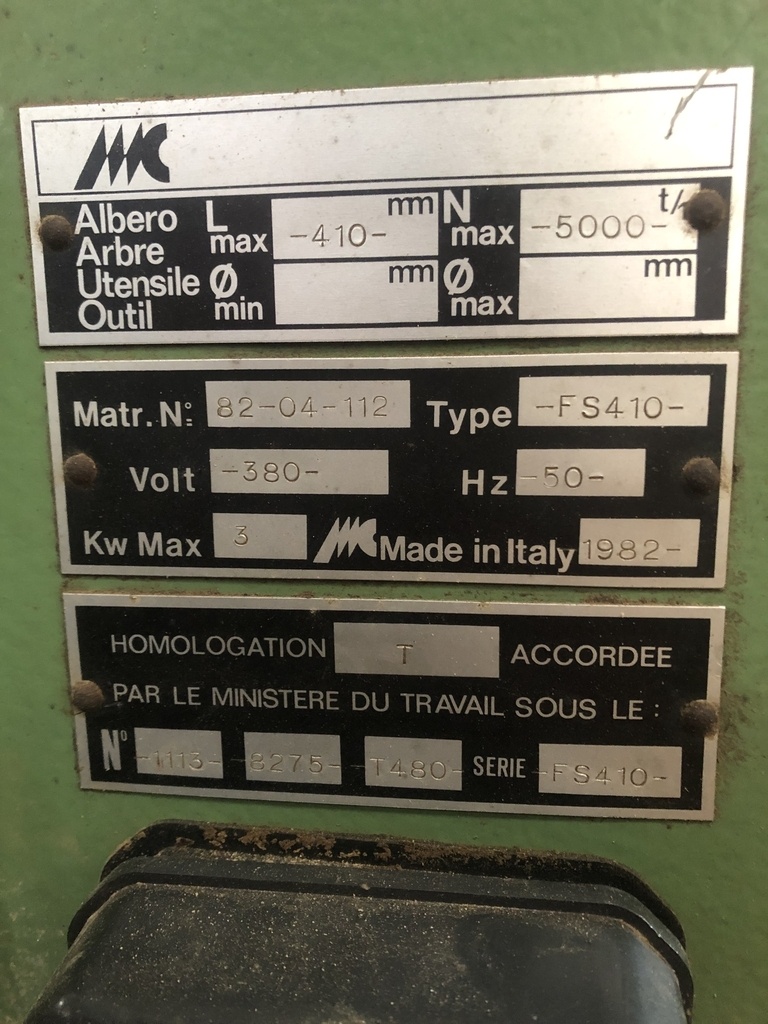 MC
Albero L max -410- mm N max -5000- t/
Arbre
Utensile Ø min mm Ø max mm
Outil
Matr. Nº: 82-04-112 Type -FS410-
Volt -380- Hz -50-
Kw Max 3 MC Made in Italy 1982-
HOMOLOGATION T ACCORDEE
PAR LE MINISTERE DU TRAVAIL SOUS LE :
Nº -1113- -8275- -T480- SERIE -FS410-